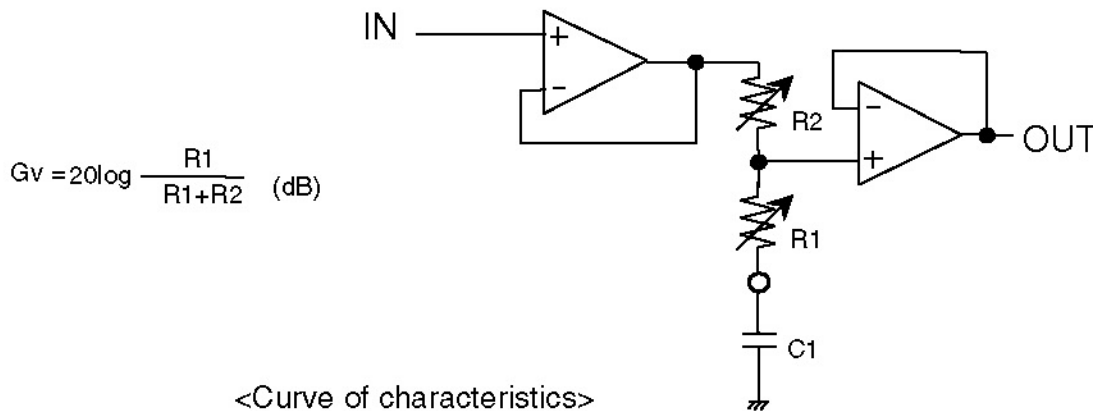 IN
+
-
R2
-
+
OUT
Gv =20log R1
R1+R2 (dB)
R1
C1
<Curve of characteristics>